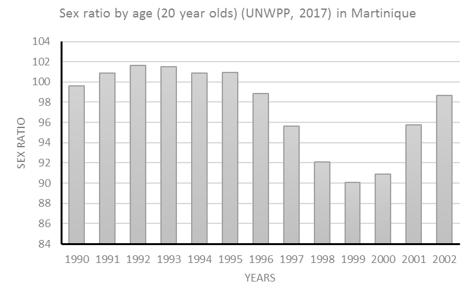 Sex ratio by age (20 year olds) (UNWPP, 2017) in Martinique
104
102
100
98
96
94
92
90
88
86
84
SEX RATIO
1990 1991 1992 1993 1994 1995 1996 1997 1998 1999 2000 2001 2002
YEARS